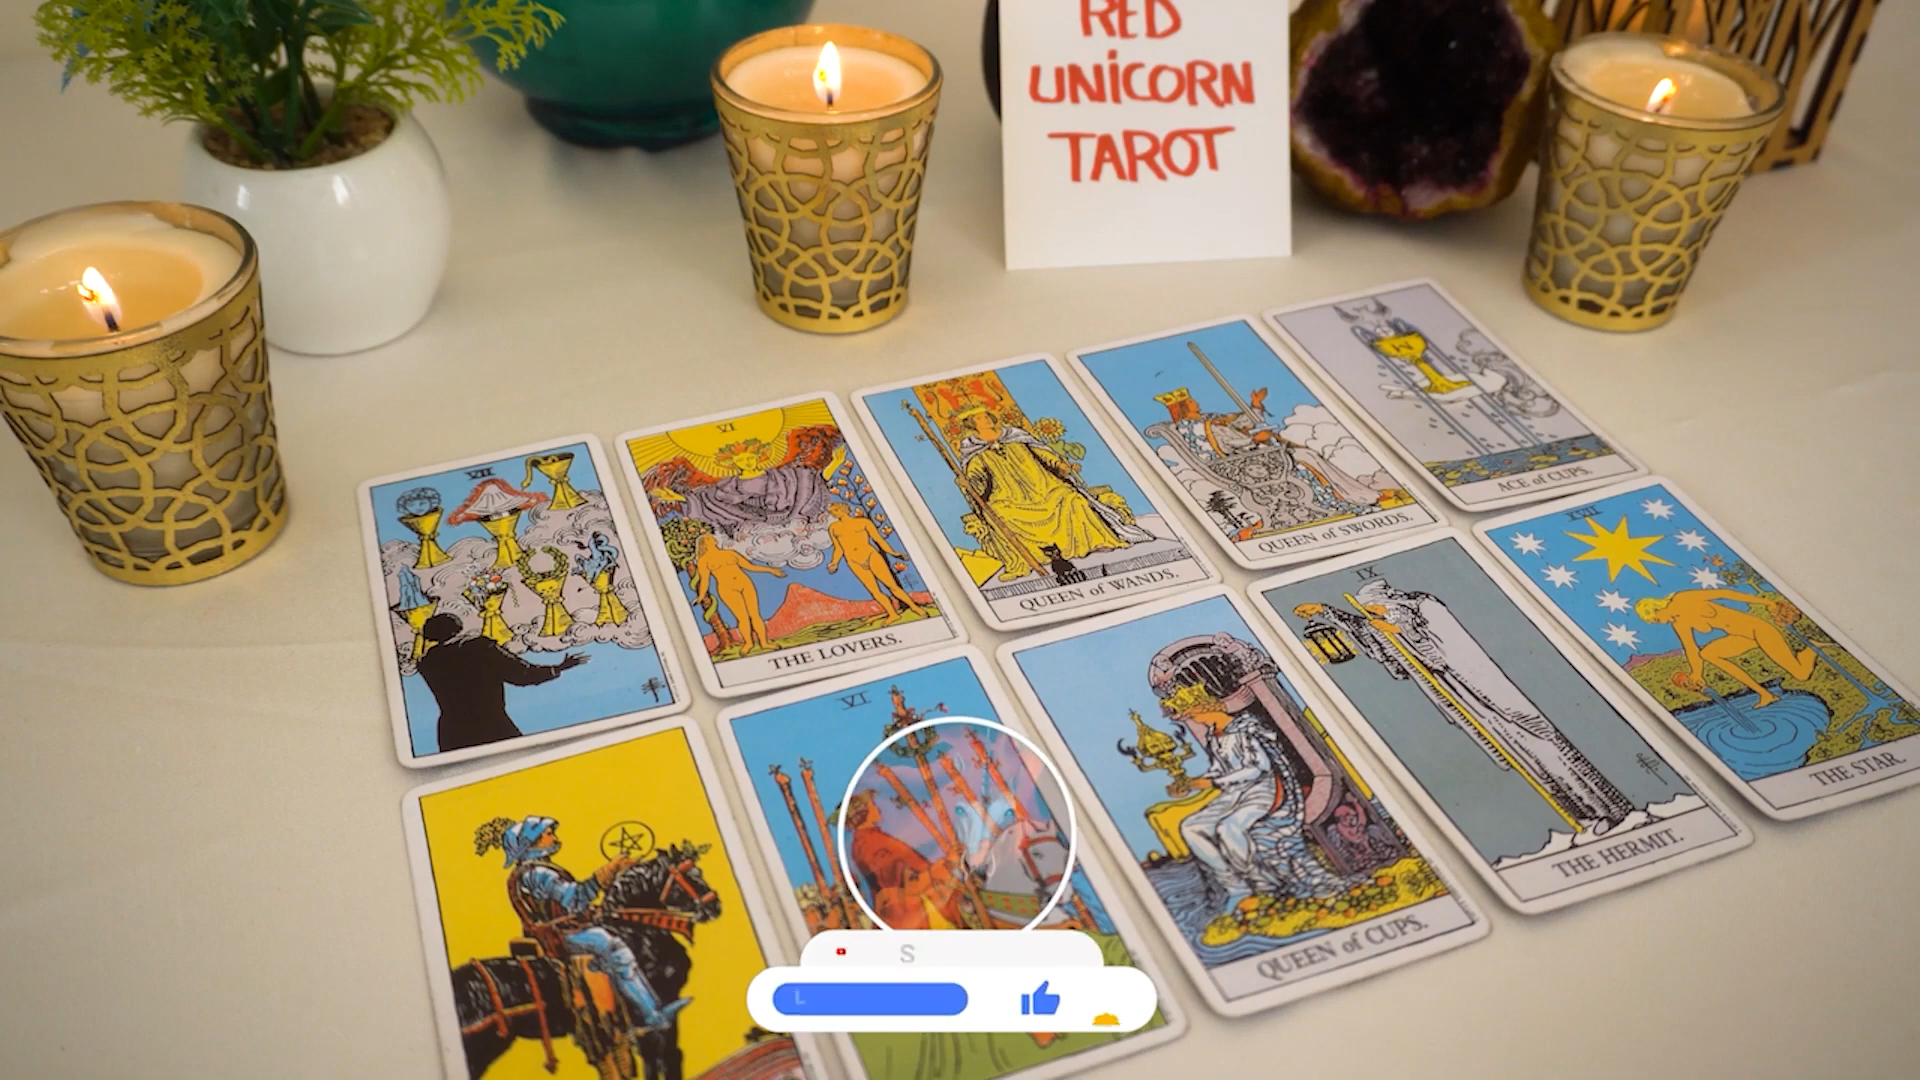 RED
UNICORN
TAROT
VII
VI
THE LOVERS.
QUEEN of WANDS.
QUEEN of SWORDS.
ACE of CUPS.
VI
QUEEN of CUPS.
IX
THE HERMIT.
XVII
THE STAR.
S
L